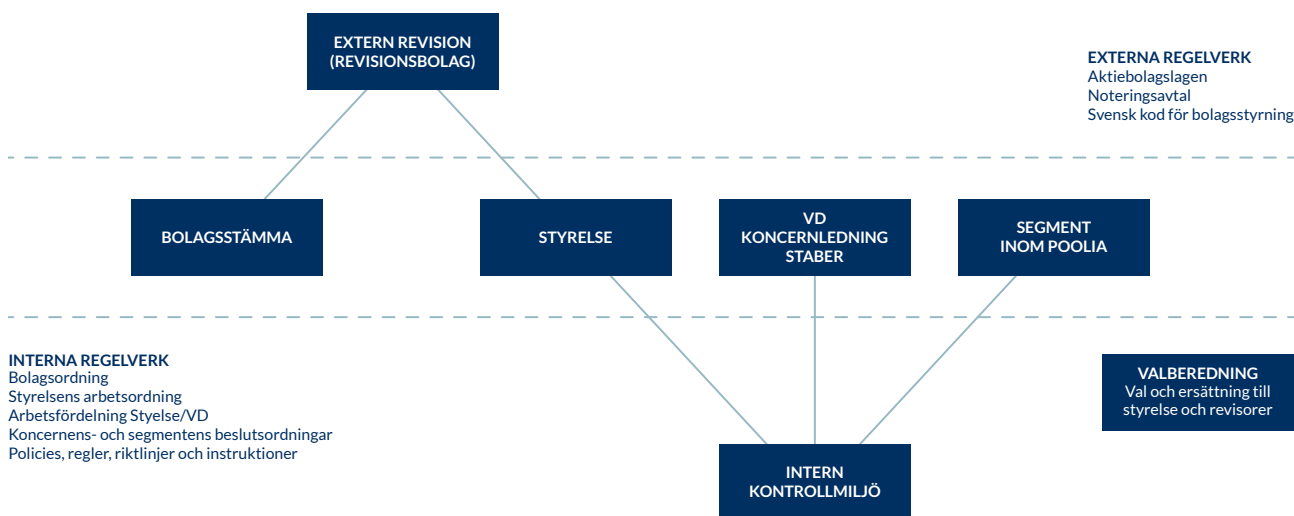 EXTERN REVISION
(REVISIONSBOLAG)
EXTERNA REGELVERK
Aktiebolagslagen
Noteringsavtal
Svensk kod för bolagsstyrning
BOLAGSSTÄMMA
STYRELSE
VD
KONCERNLEDNING
STABER
SEGMENT
INOM POOLIA
INTERNA REGELVERK
Bolagsordning
Styrelsens arbetsordning
Arbetsfördelning Styelse/VD
Koncernens- och segmentens beslutsordningar
Policies, regler, riktlinjer och instruktioner
VALBEREDNING
Val och ersättning till
styrelse och revisorer
INTERN
KONTROLLMILJÖ